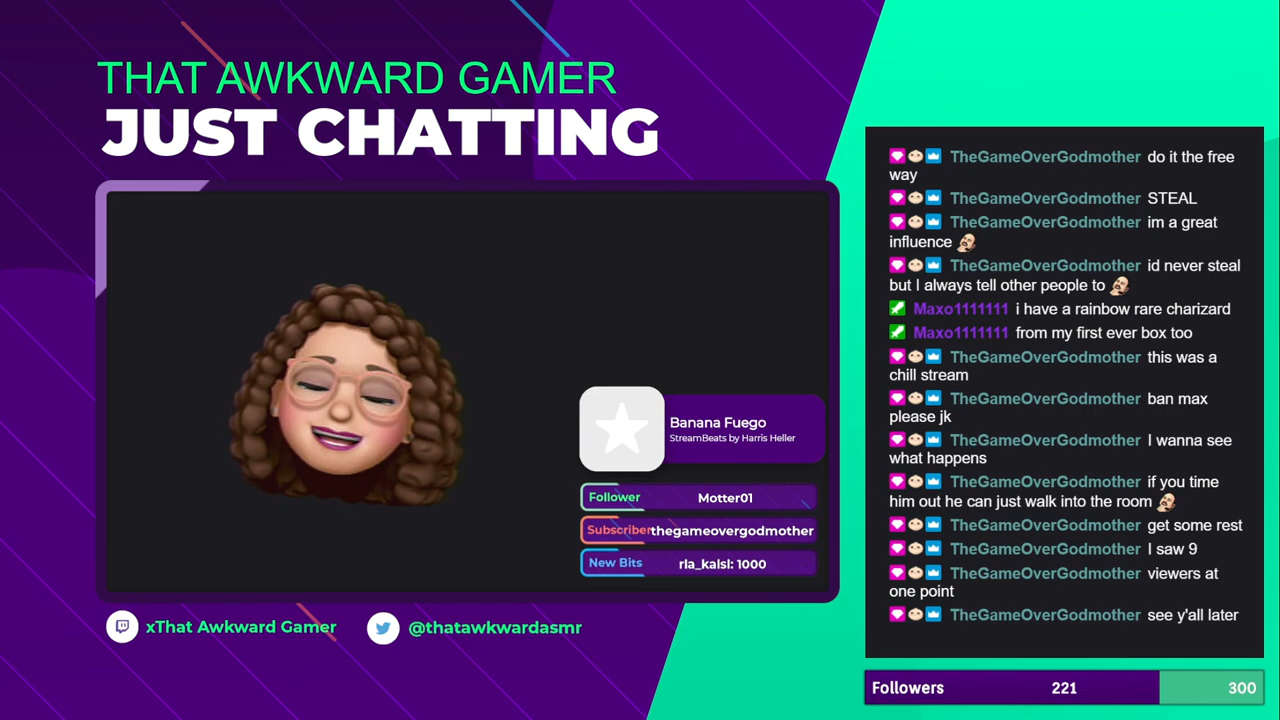 THAT AWKWARD GAMER
JUST CHATTING
Banana Fuego
StreamBeats by Harris Heller
Follower Motter01
Subscriber thegameovergodmother
New Bits rla_kalsl: 1000
xThat Awkward Gamer
@thatawkwardasmr
TheGameOverGodmother do it the free
way
TheGameOverGodmother STEAL
TheGameOverGodmother im a great
influence
TheGameOverGodmother id never steal
but I always tell other people to
Maxo1111111 i have a rainbow rare charizard
Maxo1111111 from my first ever box too
TheGameOverGodmother this was a
chill stream
TheGameOverGodmother ban max
please jk
TheGameOverGodmother I wanna see
what happens
TheGameOverGodmother if you time
him out he can just walk into the room
TheGameOverGodmother get some rest
TheGameOverGodmother I saw 9
TheGameOverGodmother viewers at
one point
TheGameOverGodmother see y'all later
Followers 221 300